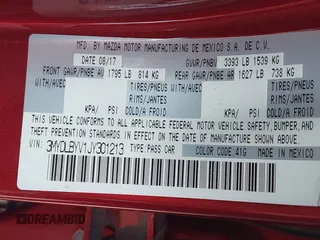 MFD. BY MAZDA MOTOR MANUFACTURING DE MEXICO S.A. DE C.V.
DATE 08/17 GVWR/PNBV 3393 LB 1539 KG
FRONT GAWR/PNBE AV 1795 LB 814 KG REAR GAWR/PNBE AR 1627 LB 738 KG
WITH/AVEC TIRES/PNEUS WITH/AVEC TIRES/PNEUS
RIMS/JANTES RIMS/JANTES
KPA/ PSI/ COLD/A FROID KPA/ PSI/ COLD/A FROID
THIS VEHICLE CONFORMS TO ALL APPLICABLE FEDERAL MOTOR VEHICLE SAFETY, BUMPER, AND
THEFT PREVENTION STANDARDS IN EFFECT ON THE DATE OF MANUFACTURE SHOWN ABOVE.
VIN: 3MYDLBYV1JY301213 TYPE:PASS CAR
COLOR CODE: 41G MADE IN MEXICO
DREAMBID